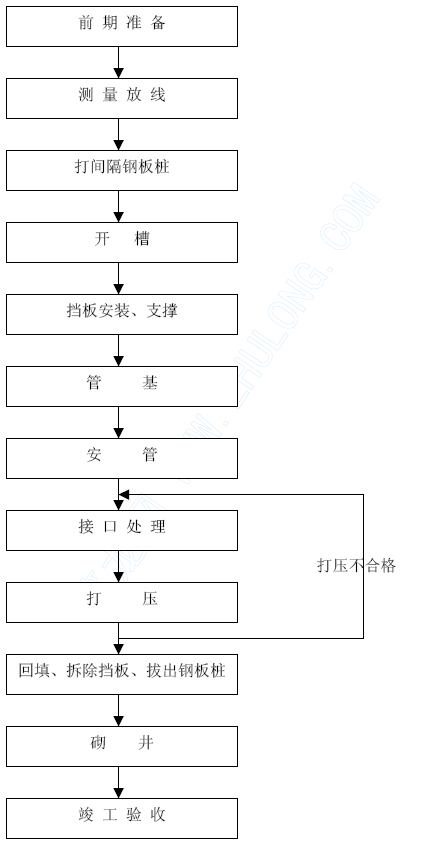 前期准备
测量放线
打间隔钢板桩
开槽
挡板安装、支撑
管基
安管
接口处理
打压
打压不合格
回填、拆除挡板、拔出钢板桩
砌井
竣工验收